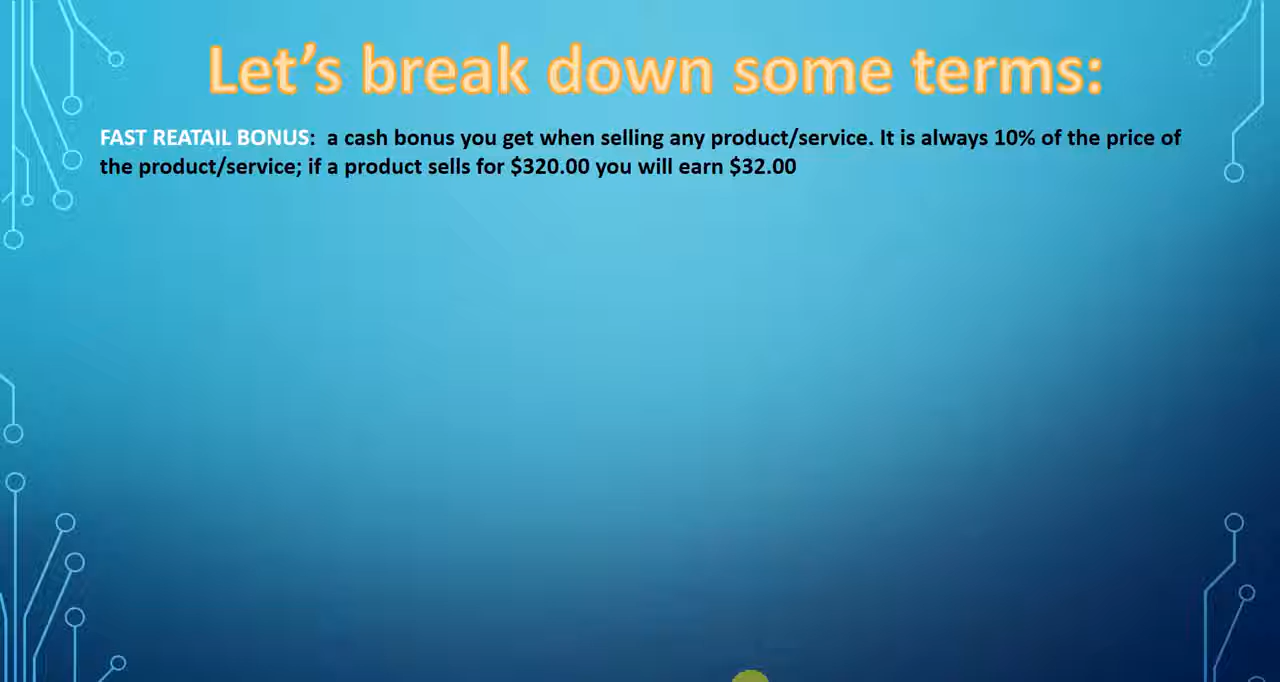 Let’s break down some terms:
FAST REATAIL BONUS:  a cash bonus you get when selling any product/service. It is always 10% of the price of
the product/service; if a product sells for $320.00 you will earn $32.00